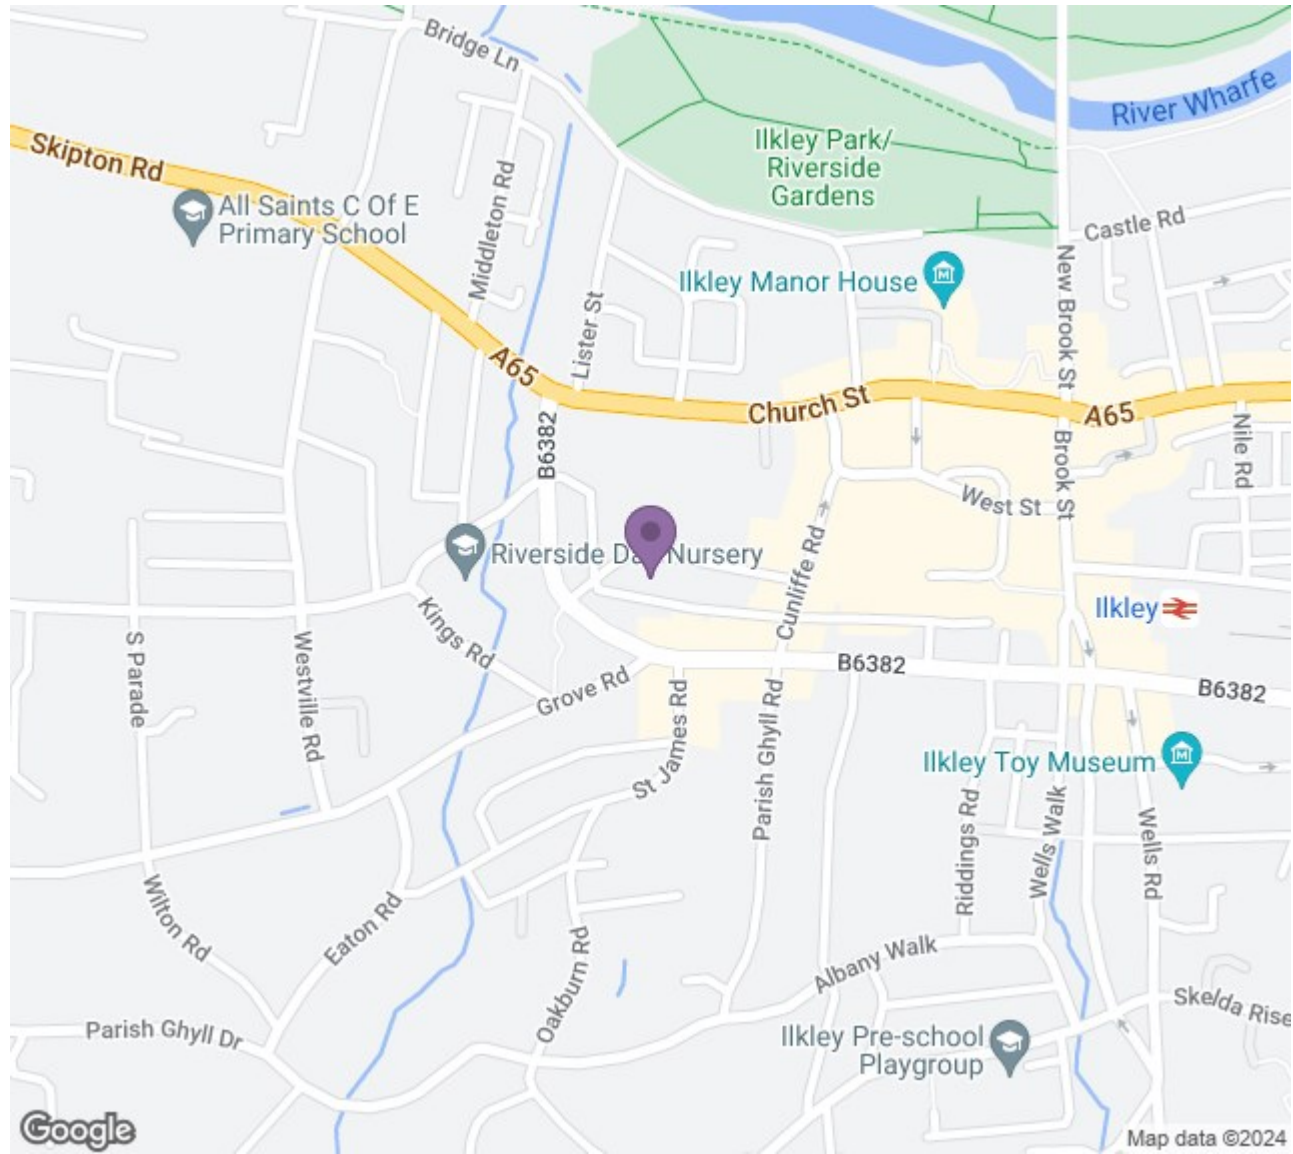 Bridge Ln
River Wharfe
Skipton Rd
Ilkley Park/
Riverside
Gardens
All Saints C Of E
Primary School
Middleton Rd
Castle Rd
Ilkley Manor House
New Brook St
Lister St
A65
Church St
A65
B6382
Brook St
Nile Rd
West St
Riverside Da Nursery
Cunliffe Rd
Ilkley
Kings Rd
S Parade
Westville Rd
Grove Rd
B6382
B6382
St James Rd
Parish Ghyll Rd
Ilkley Toy Museum
Riddings Rd
Wells Walk
Wells Rd
Wilton Rd
Eaton Rd
Oakburn Rd
Albany Walk
Skelda Rise
Parish Ghyll Dr
Ilkley Pre-school
Playgroup
Google
Map data ©2024